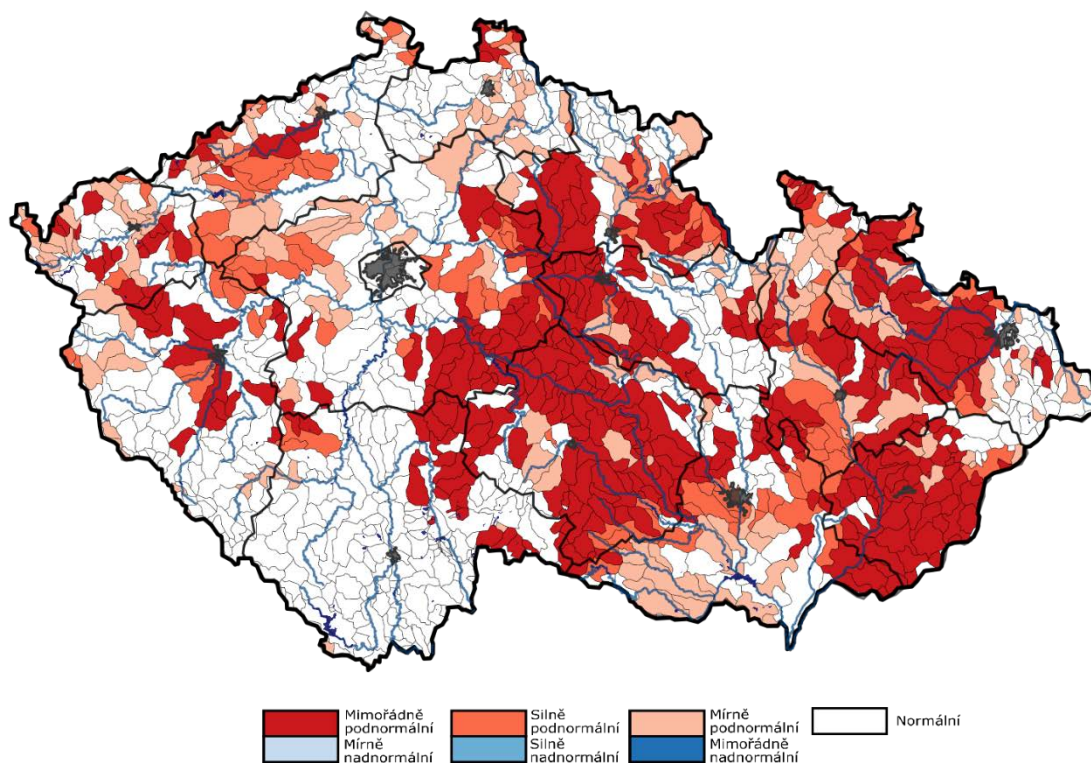 Mimořádně
podnormální
Silně
podnormální
Mírně
podnormální
Normální
Mírně
nadnormální
Silně
nadnormální
Mimořádně
nadnormální